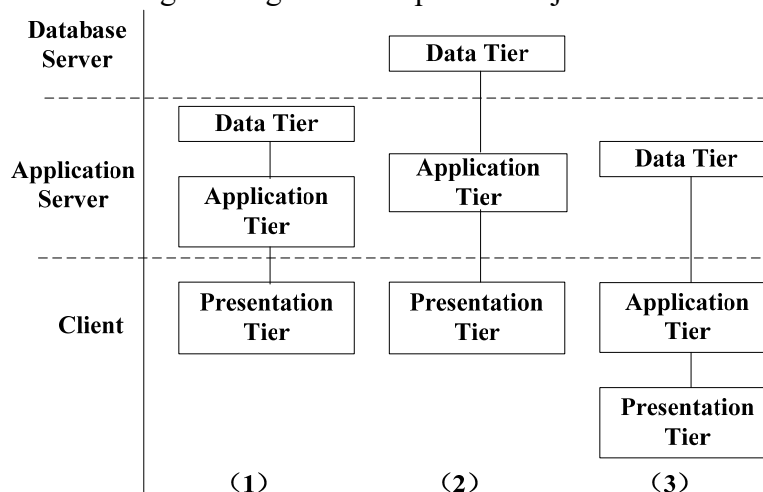 Database
Server
Data Tier
Data Tier
Application
Server
Application
Tier
Application
Tier
Data Tier
Client
Presentation
Tier
Presentation
Tier
Application
Tier
Presentation
Tier
（1）
（2）
（3）